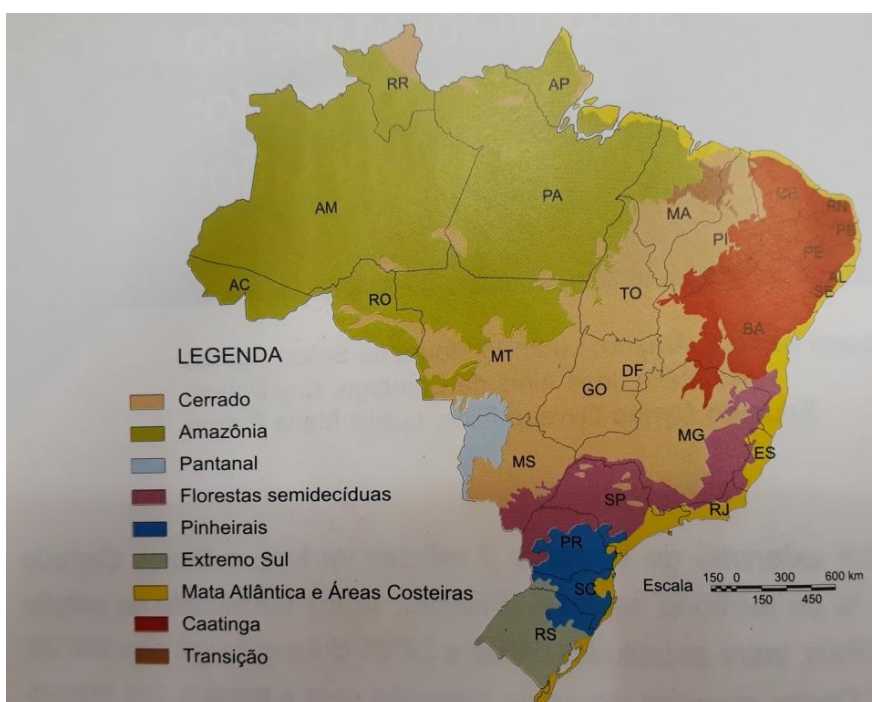 RR
AP
AM
PA
MA
CE
RN
PB
PI
PE
AL
SE
AC
RO
TO
BA
MT
DF
GO
MG
ES
MS
SP
RJ
PR
SC
RS
LEGENDA
Cerrado
Amazônia
Pantanal
Florestas semidecíduas
Pinheirais
Extremo Sul
Mata Atlântica e Áreas Costeiras
Caatinga
Transição
Escala
150 0 300 600 km
150 450